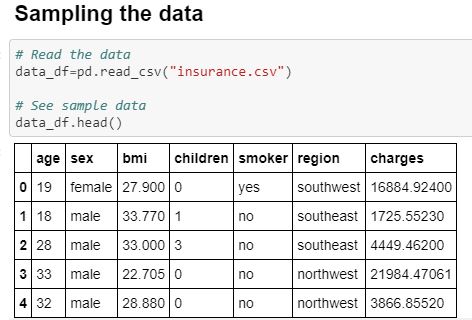 Sampling the data
# Read the data
data_df=pd.read_csv("insurance.csv")
# See sample data
data_df.head()
age sex bmi children smoker region charges
0 19 female 27.900 0 yes southwest 16884.92400
1 18 male 33.770 1 no southeast 1725.55230
2 28 male 33.000 3 no southeast 4449.46200
3 33 male 22.705 0 no northwest 21984.47061
4 32 male 28.880 0 no northwest 3866.85520